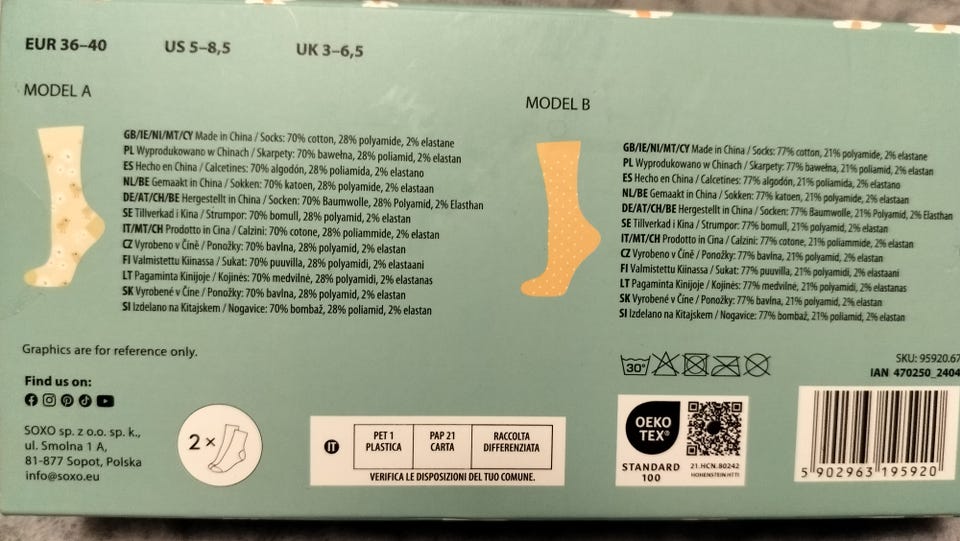 EUR 36–40 US 5–8,5 UK 3–6,5
MODEL A
GB/IE/NI/MT/CY Made in China / Socks: 70% cotton, 28% polyamide, 2% elastane
PL Wyprodukowano w Chinach / Skarpety: 70% bawełna, 28% poliamid, 2% elastan
ES Hecho en China / Calcetines: 70% algodón, 28% poliamida, 2% elastano
NL/BE Gemaakt in China / Sokken: 70% katoen, 28% polyamide, 2% elastaan
DE/AT/CH/BE Hergestellt in China / Socken: 70% Baumwolle, 28% Polyamid, 2% Elasthan
SE Tillverkad i Kina / Strumpor: 70% bomull, 28% polyamid, 2% elastan
IT/MT/CH Prodotto in Cina / Calzini: 70% cotone, 28% poliammide, 2% elastan
CZ Vyrobeno v Číně / Ponožky: 70% bavlna, 28% polyamid, 2% elastan
FI Valmistettu Kiinassa / Sukat: 70% puuvilla, 28% polyamidi, 2% elastaani
LT Pagaminta Kinijoje / Kojinės: 70% medvilnė, 28% poliamidas, 2% elastanas
SK Vyrobené v Číne / Ponožky: 70% bavlna, 28% polyamid, 2% elastan
SI Izdelano na Kitajskem / Nogavice: 70% bombaž, 28% poliamid, 2% elastan
MODEL B
GB/IE/NI/MT/CY Made in China / Socks: 77% cotton, 21% polyamide, 2% elastane
PL Wyprodukowano w Chinach / Skarpety: 77% bawełna, 21% poliamid, 2% elastan
ES Hecho en China / Calcetines: 77% algodón, 21% poliamida, 2% elastano
NL/BE Gemaakt in China / Sokken: 77% katoen, 21% polyamide, 2% elastaan
DE/AT/CH/BE Hergestellt in China / Socken: 77% Baumwolle, 21% Polyamid, 2% Elasthan
SE Tillverkad i Kina / Strumpor: 77% bomull, 21% polyamid, 2% elastan
IT/MT/CH Prodotto in Cina / Calzini: 77% cotone, 21% poliammide, 2% elastan
CZ Vyrobeno v Číně / Ponožky: 77% bavlna, 21% polyamid, 2% elastan
FI Valmistettu Kiinassa / Sukat: 77% puuvilla, 21% polyamidi, 2% elastaani
LT Pagaminta Kinijoje / Kojinės: 77% medvilnė, 21% poliamidas, 2% elastanas
SK Vyrobené v Číne / Ponožky: 77% bavlna, 21% polyamid, 2% elastan
SI Izdelano na Kitajskem / Nogavice: 77% bombaž, 21% poliamid, 2% elastan
Graphics are for reference only.
Find us on:
SOXO sp. z o.o. sp. k.,
ul. Smolna 1 A,
81-877 Sopot, Polska
info@soxo.eu
2 ×
IT
PET 1 PLASTICA
PAP 21 CARTA
RACCOLTA DIFFERENZIATA
VERIFICA LE DISPOSIZIONI DEL TUO COMUNE.
30°
SKU: 95920.67
IAN 470250_2404
OEKO
TEX®
STANDARD
100
21.HCN.80242
HOHENSTEIN HTTI
5 902963 195920